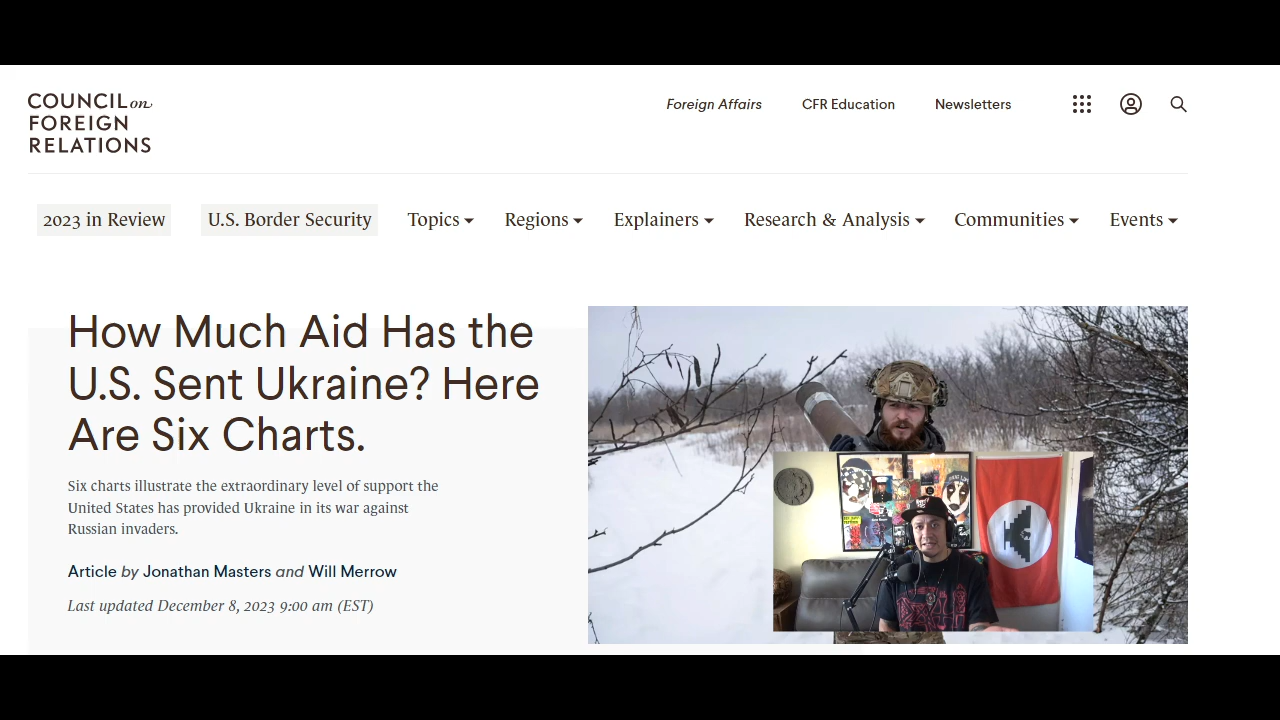 COUNCIL on
FOREIGN
RELATIONS
Foreign Affairs
CFR Education
Newsletters
2023 in Review
U.S. Border Security
Topics
Regions
Explainers
Research & Analysis
Communities
Events
How Much Aid Has the
U.S. Sent Ukraine? Here
Are Six Charts.
Six charts illustrate the extraordinary level of support the
United States has provided Ukraine in its war against
Russian invaders.
Article by Jonathan Masters and Will Merrow
Last updated December 8, 2023 9:00 am (EST)